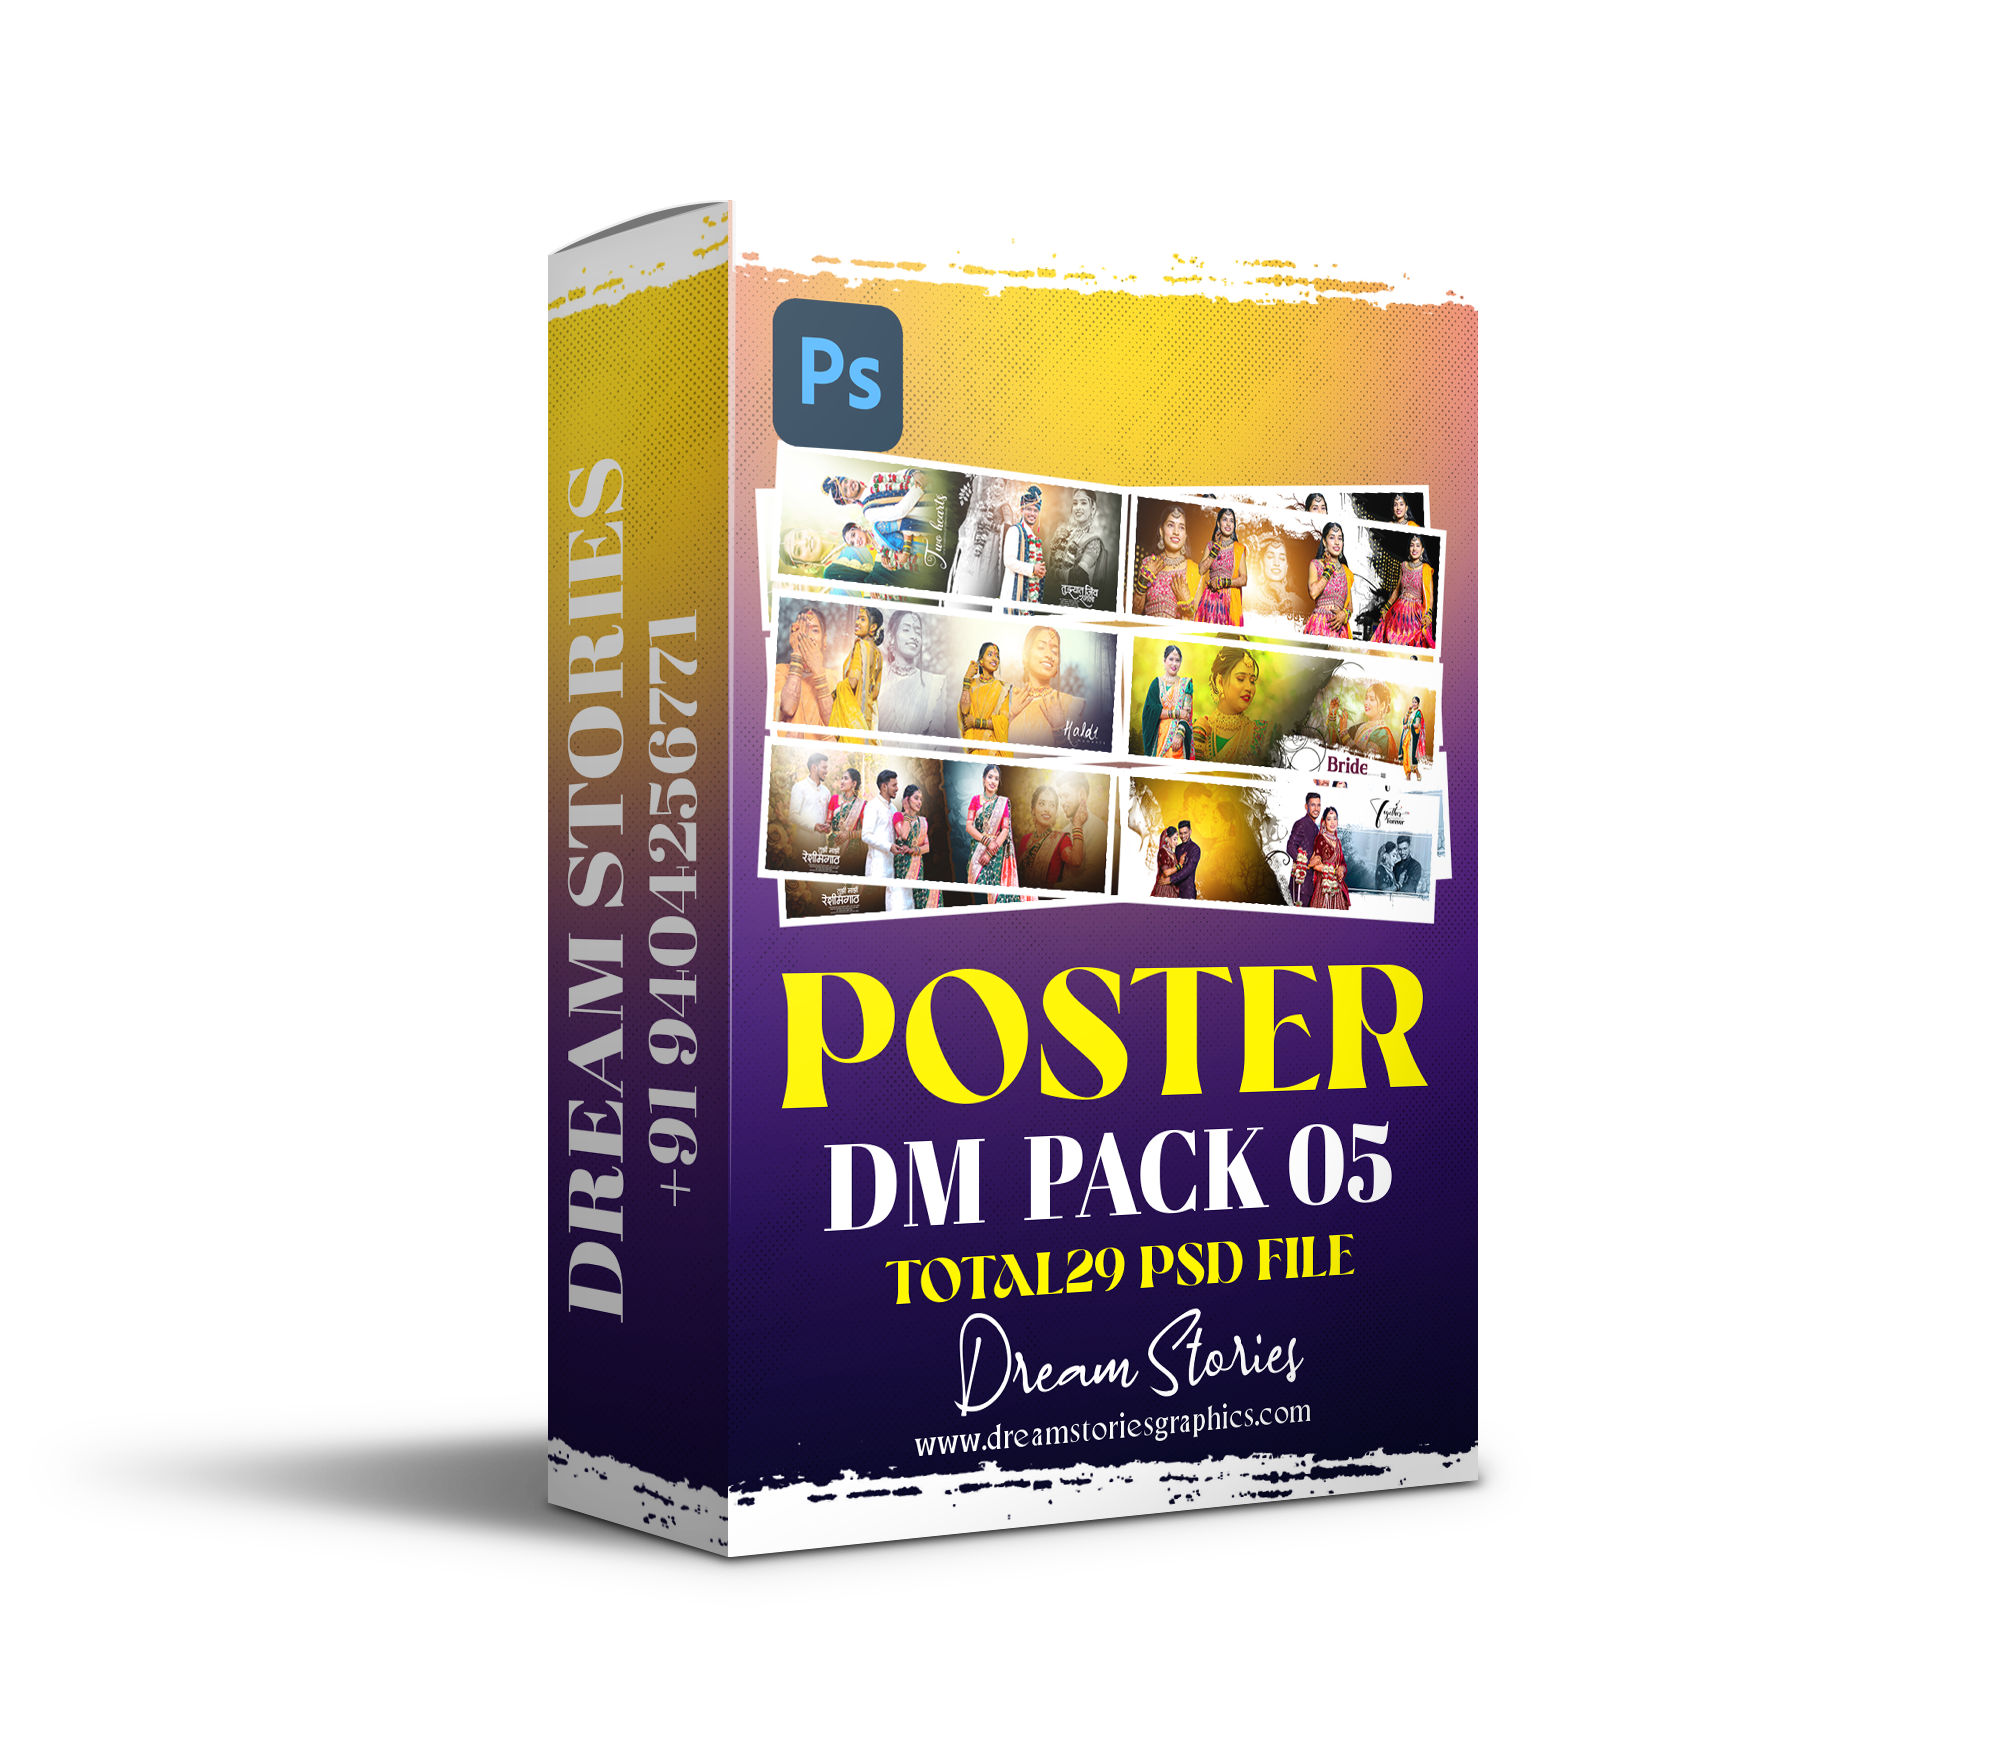 DREAM STORIES
+91 9404256771
Ps
Two hearts
तुझ्यात जिव
रंगला
Haldi
Bride
Together
forever
तुझी माझी
रेशीमगाठ
तुझी माझी
रेशीमगाठ
POSTER
DM PACK 05
TOTAL29 PSD FILE
Dream Stories
www.dreamstoriesgraphics.com